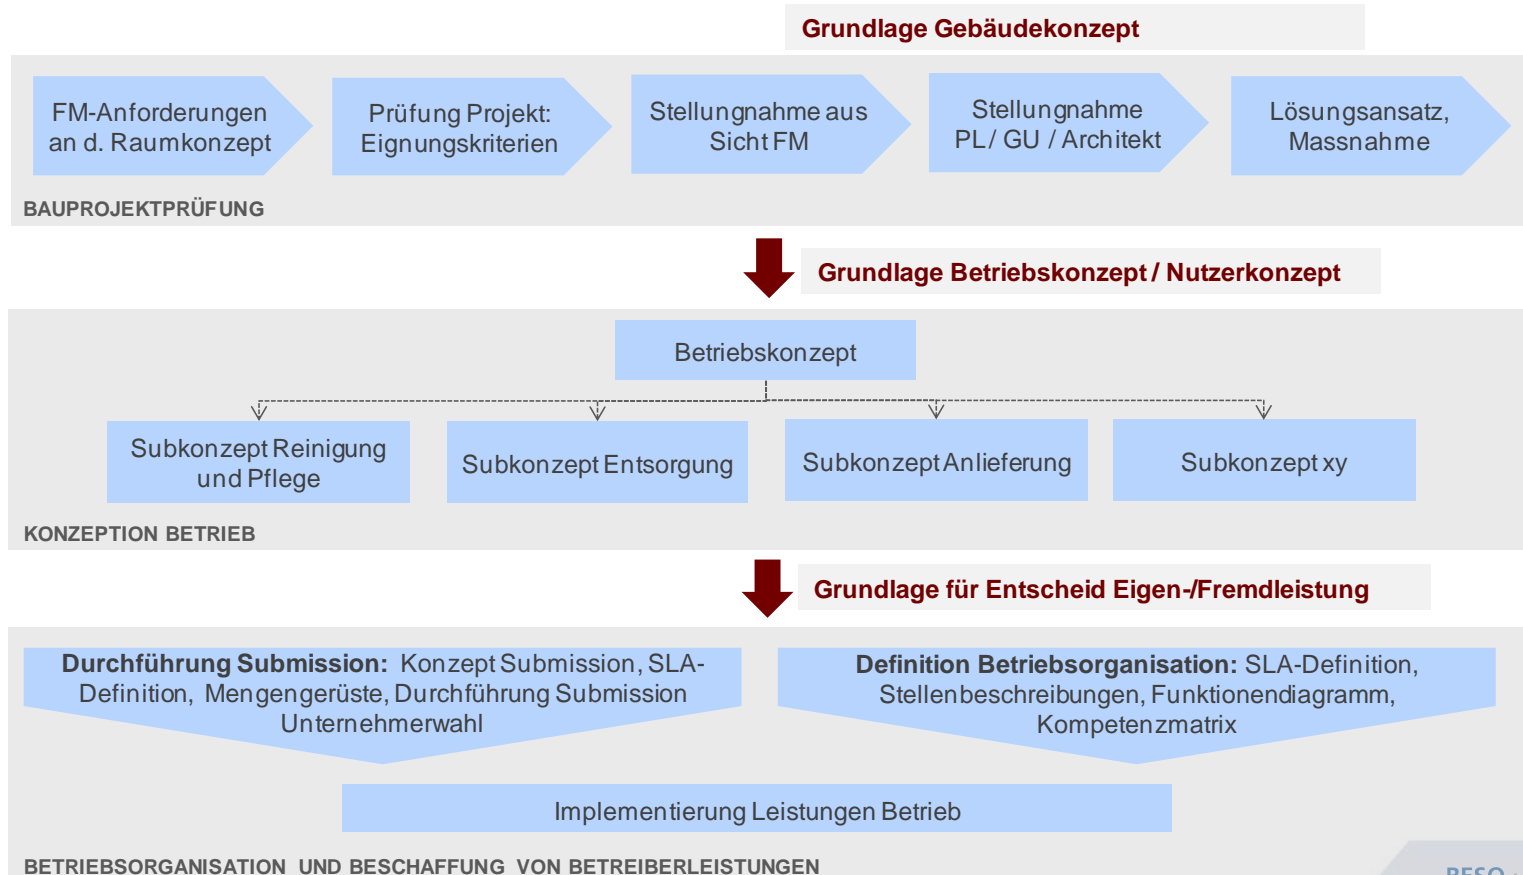 Grundlage Gebäudekonzept
FM-Anforderungen
an d. Raumkonzept
Prüfung Projekt:
Eignungskriterien
Stellungnahme aus
Sicht FM
Stellungnahme
PL / GU / Architekt
Lösungsansatz,
Massnahme
BAUPROJEKTPRÜFUNG
Grundlage Betriebskonzept / Nutzerkonzept
Betriebskonzept
Subkonzept Reinigung
und Pflege
Subkonzept Entsorgung
Subkonzept Anlieferung
Subkonzept xy
KONZEPTION BETRIEB
Grundlage für Entscheid Eigen-/Fremdleistung
Durchführung Submission: Konzept Submission, SLA-
Definition, Mengengerüste, Durchführung Submission
Unternehmerwahl
Definition Betriebsorganisation: SLA-Definition,
Stellenbeschreibungen, Funktionendiagramm,
Kompetenzmatrix
Implementierung Leistungen Betrieb
BETRIEBSORGANISATION UND BESCHAFFUNG VON BETREIBERLEISTUNGEN